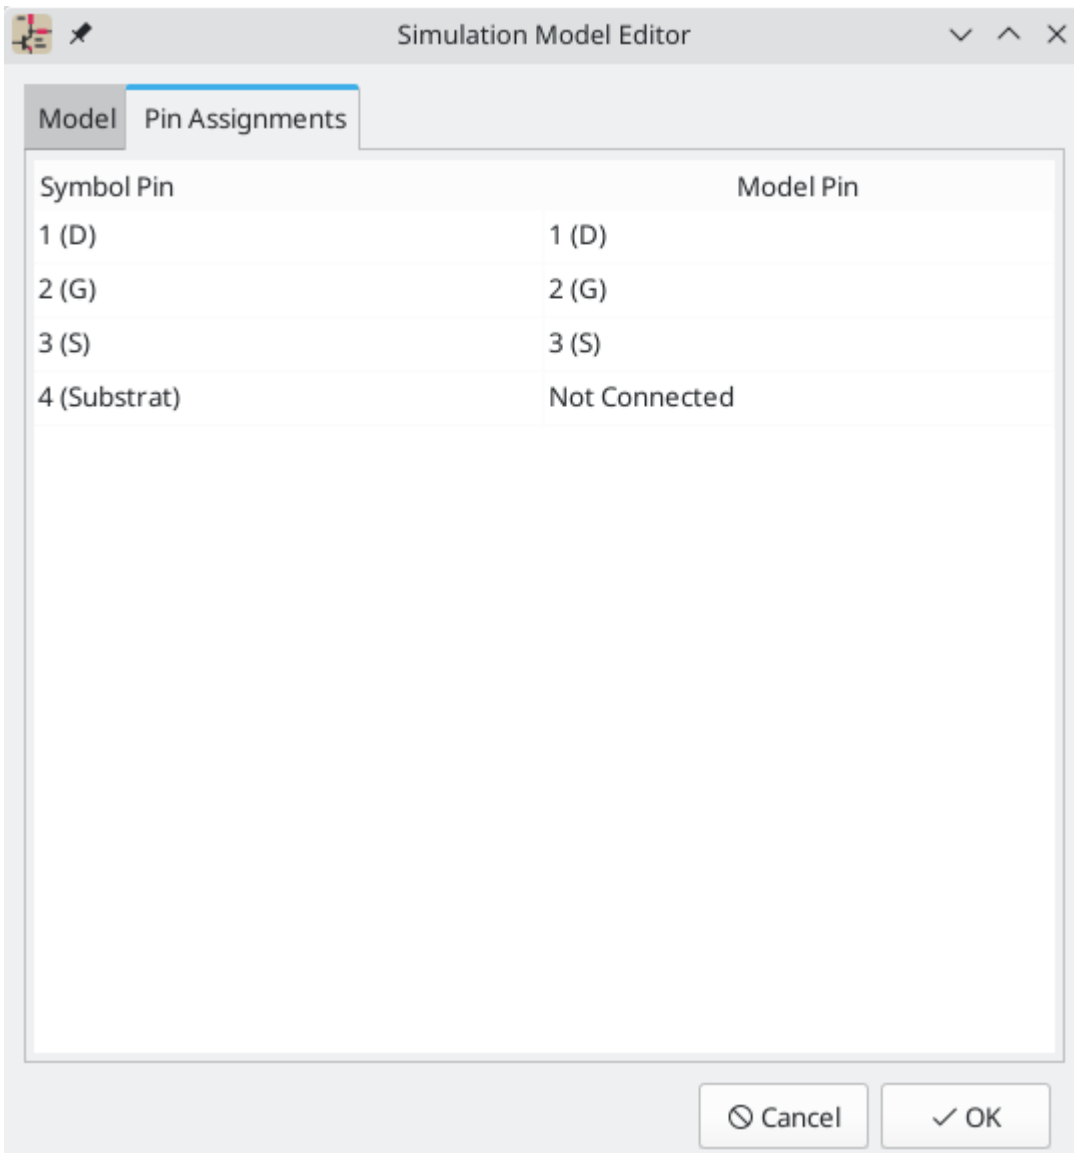 Simulation Model Editor
Model Pin Assignments
Symbol Pin Model Pin
1 (D) 1 (D)
2 (G) 2 (G)
3 (S) 3 (S)
4 (Substrat) Not Connected
Cancel OK